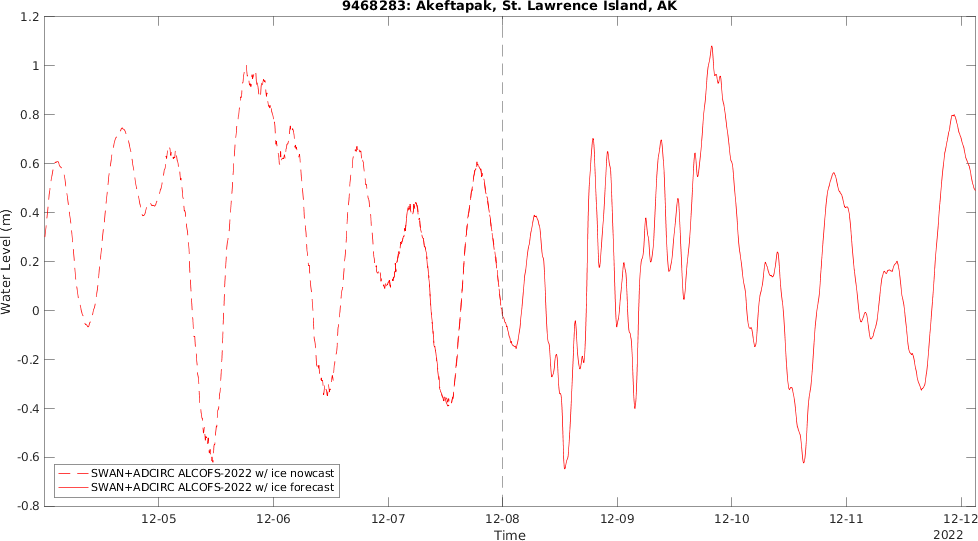 9468283: Akeftapak, St. Lawrence Island, AK
1.2
1
0.8
0.6
0.4
0.2
0
-0.2
-0.4
-0.6
-0.8
Water Level (m)
SWAN+ADCIRC ALCOFS-2022 w/ ice nowcast
SWAN+ADCIRC ALCOFS-2022 w/ ice forecast
12-05 12-06 12-07 12-08 12-09 12-10 12-11 12-12
Time
2022